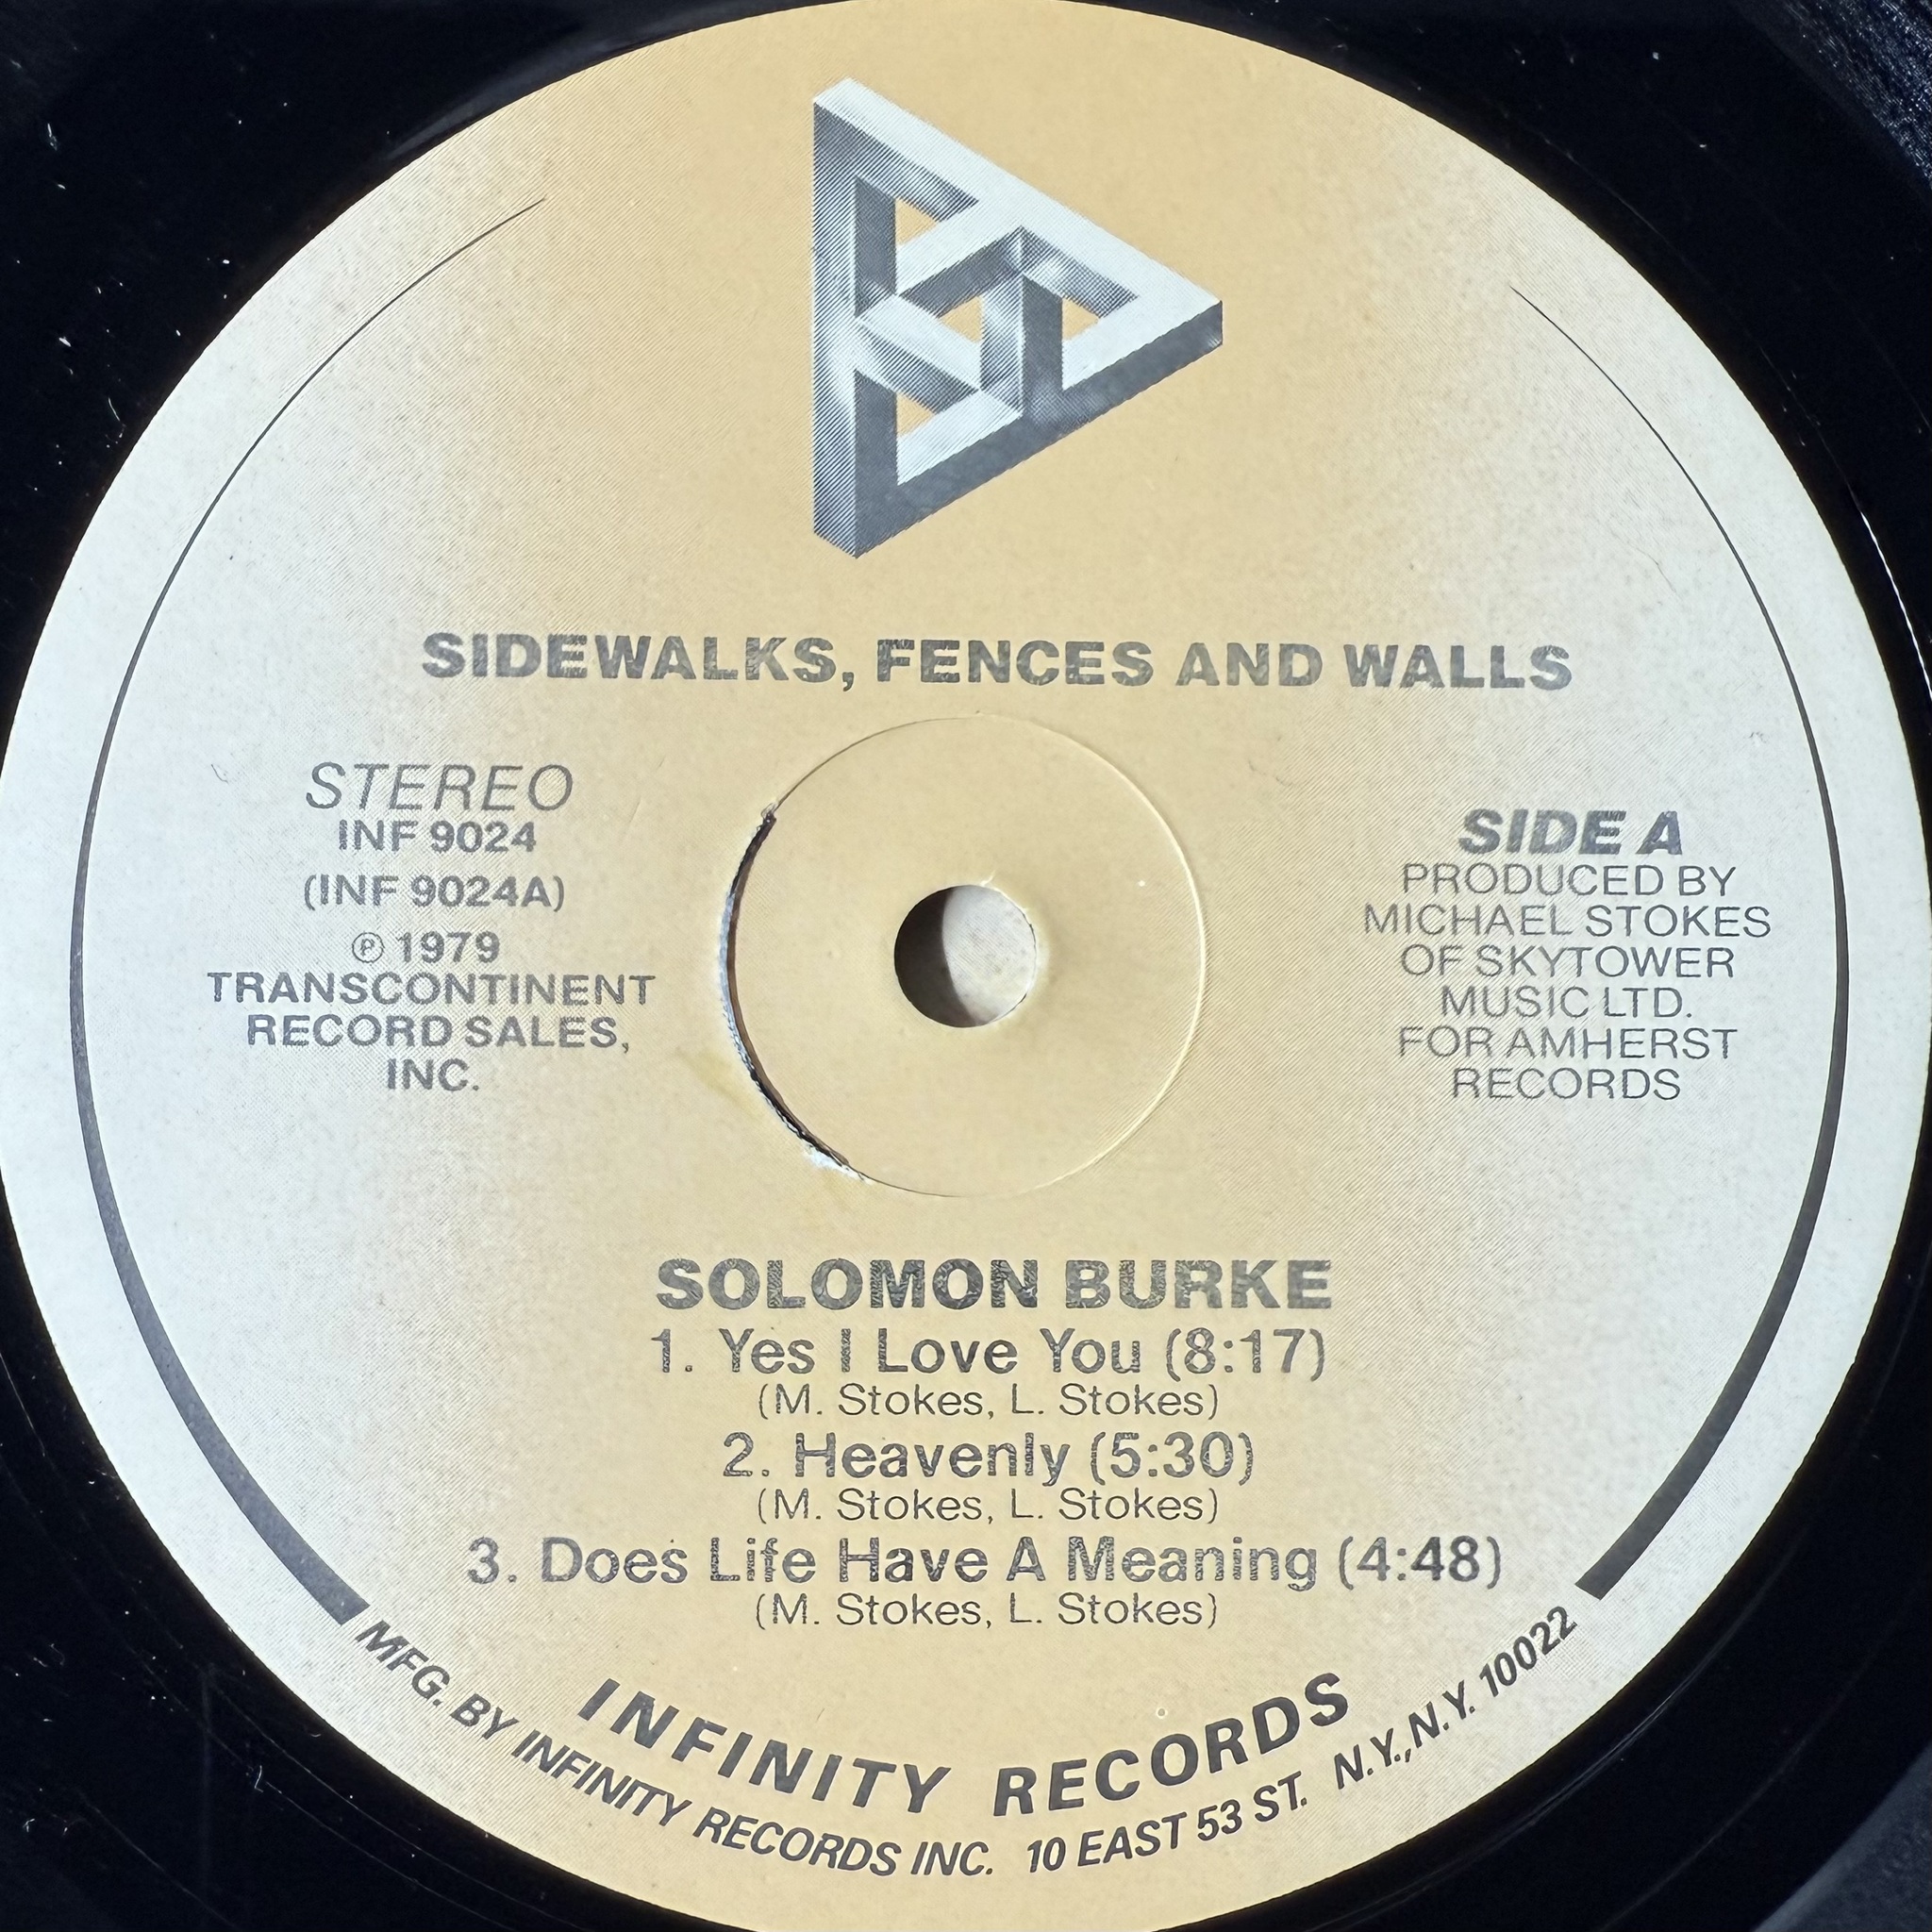 SIDEWALKS, FENCES AND WALLS
STEREO
INF 9024
(INF 9024A)
℗ 1979
TRANSCONTINENT
RECORD SALES,
INC.
SIDE A
PRODUCED BY
MICHAEL STOKES
OF SKYTOWER
MUSIC LTD.
FOR AMHERST
RECORDS
SOLOMON BURKE
1. Yes I Love You (8:17)
(M. Stokes, L. Stokes)
2. Heavenly (5:30)
(M. Stokes, L. Stokes)
3. Does Life Have A Meaning (4:48)
(M. Stokes, L. Stokes)
INFINITY RECORDS
MFG. BY INFINITY RECORDS INC. 10 EAST 53 ST. N.Y., N.Y. 10022